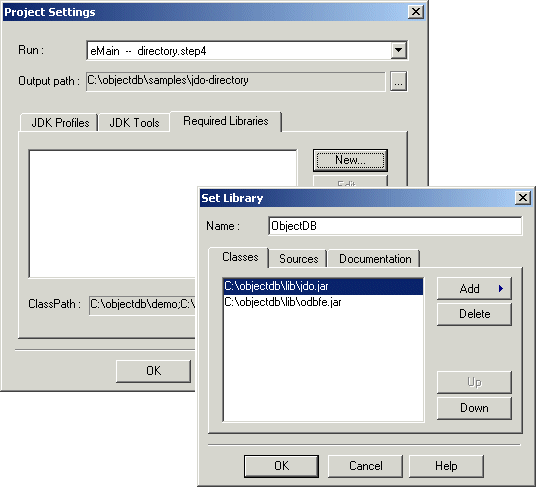 Project Settings
Run :
eMain -- directory.step4
Output path :
C:\objectdb\samples\jdo-directory
...
JDK Profiles
JDK Tools
Required Libraries
New...
Edit
ClassPath :
C:\objectdb\demo;C:\
OK
Set Library
Name :
ObjectDB
Classes
Sources
Documentation
C:\objectdb\lib\jdo.jar
C:\objectdb\lib\odbfe.jar
Add
Delete
Up
Down
OK
Cancel
Help